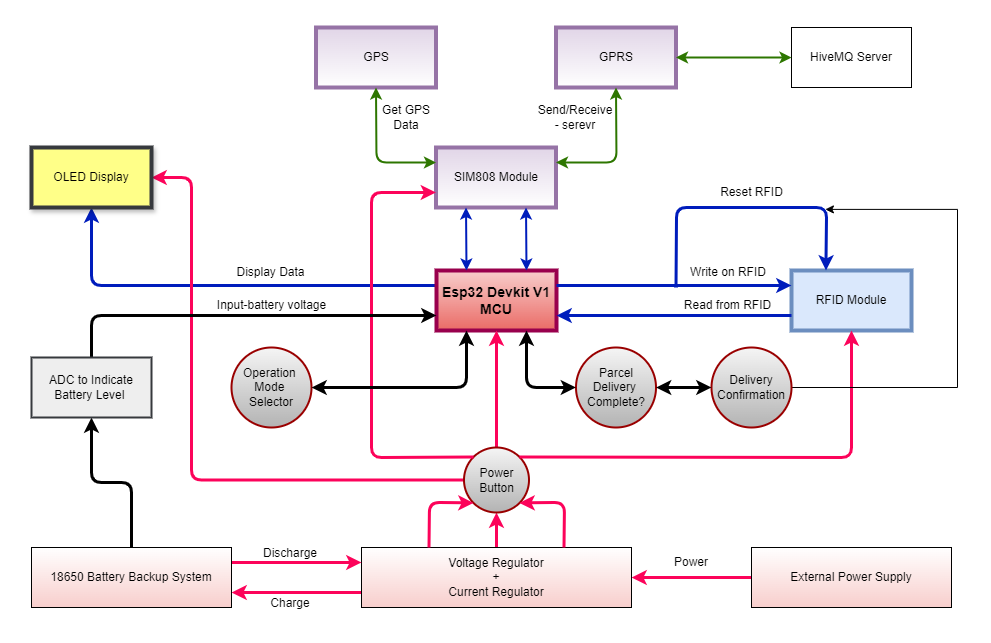 GPS
GPRS
HiveMQ Server
Get GPS
Data
Send/Receive
- serevr
OLED Display
SIM808 Module
Reset RFID
Display Data
Write on RFID
Esp32 Devkit V1
MCU
RFID Module
Input-battery voltage
Read from RFID
ADC to Indicate
Battery Level
Operation
Mode
Selector
Parcel
Delivery
Complete?
Delivery
Confirmation
Power
Button
18650 Battery Backup System
Discharge
Charge
Voltage Regulator
+
Current Regulator
Power
External Power Supply